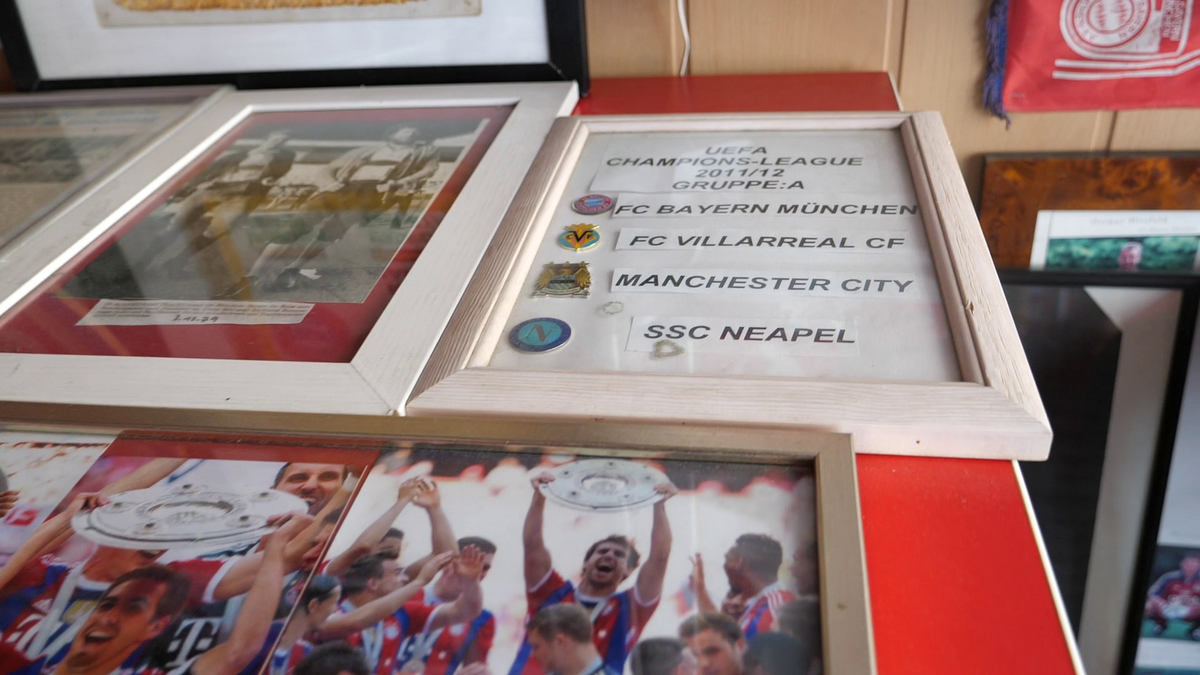 UEFA
CHAMPIONS-LEAGUE
2011/12
GRUPPE:A
FC BAYERN MÜNCHEN
FC VILLARREAL CF
MANCHESTER CITY
N
SSC NEAPEL